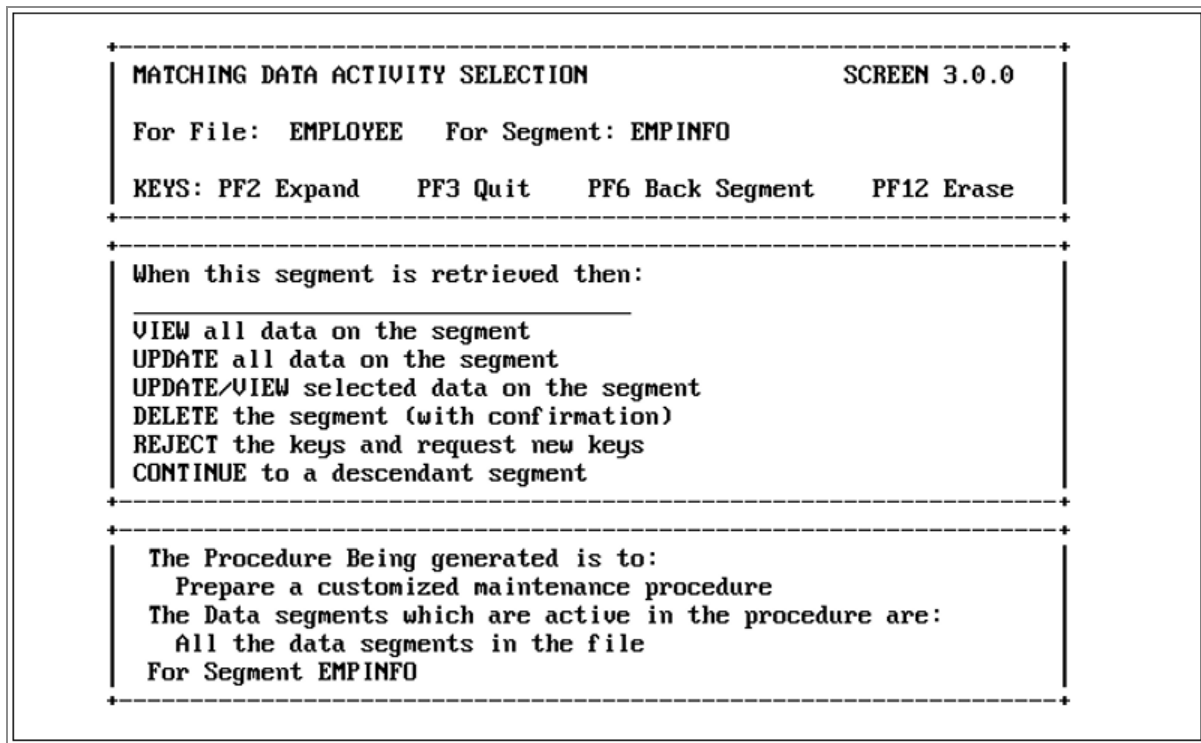 MATCHING DATA ACTIVITY SELECTION SCREEN 3.0.0
For File: EMPLOYEE For Segment: EMPINFO
KEYS: PF2 Expand PF3 Quit PF6 Back Segment PF12 Erase
When this segment is retrieved then:
VIEW all data on the segment
UPDATE all data on the segment
UPDATE/VIEW selected data on the segment
DELETE the segment (with confirmation)
REJECT the keys and request new keys
CONTINUE to a descendant segment
The Procedure Being generated is to:
Prepare a customized maintenance procedure
The Data segments which are active in the procedure are:
All the data segments in the file
For Segment EMPINFO